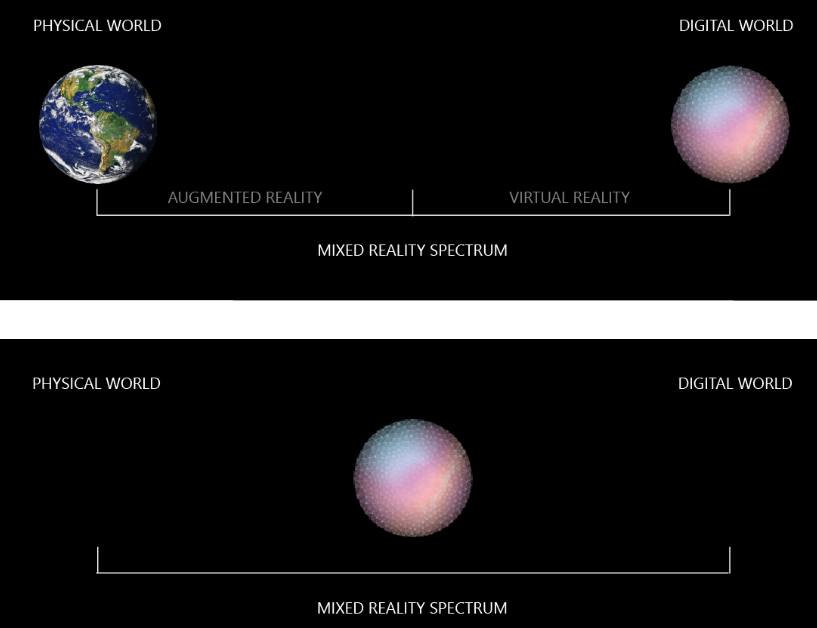 PHYSICAL WORLD
DIGITAL WORLD
AUGMENTED REALITY
VIRTUAL REALITY
MIXED REALITY SPECTRUM
PHYSICAL WORLD
DIGITAL WORLD
MIXED REALITY SPECTRUM